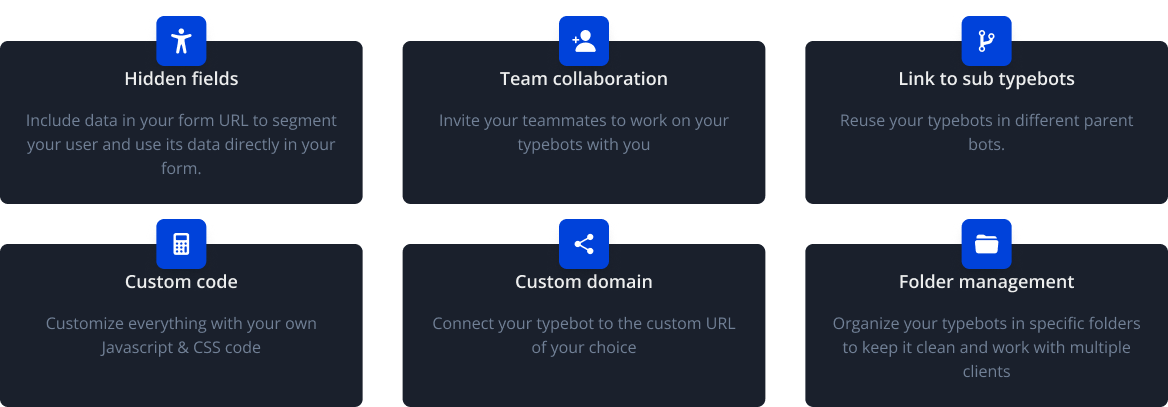 Hidden fields
Include data in your form URL to segment
your user and use its data directly in your
form.
Team collaboration
Invite your teammates to work on your
typebots with you
Link to sub typebots
Reuse your typebots in different parent
bots.
Custom code
Customize everything with your own
Javascript & CSS code
Custom domain
Connect your typebot to the custom URL
of your choice
Folder management
Organize your typebots in specific folders
to keep it clean and work with multiple
clients